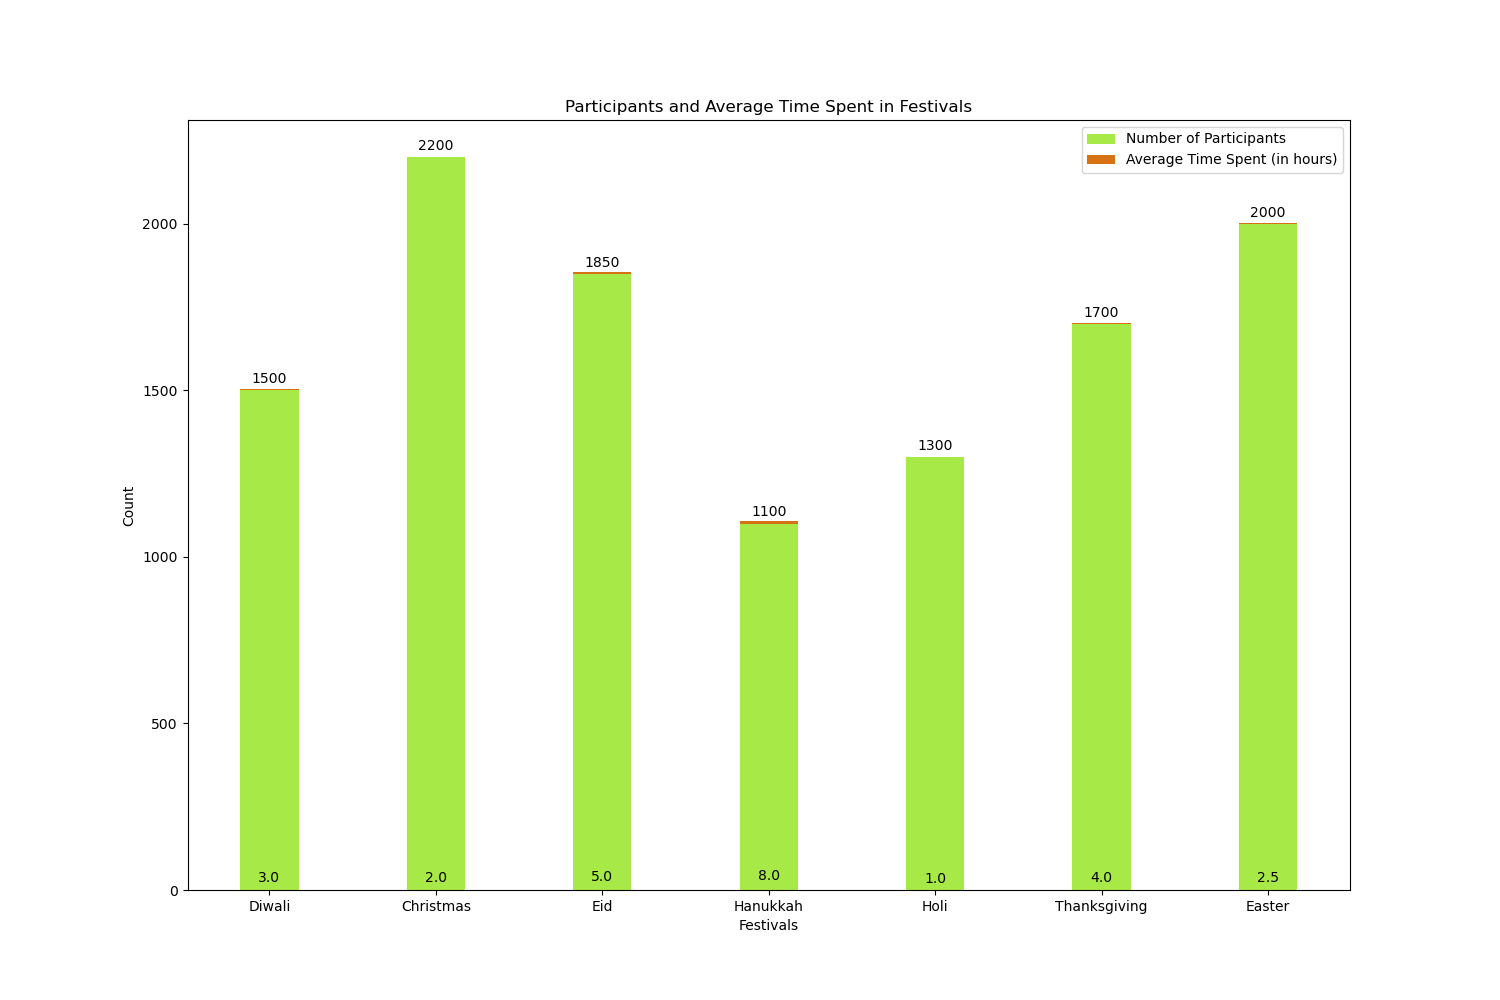 Participants and Average Time Spent in Festivals
Number of Participants
Average Time Spent (in hours)
2200
2000
1850
1700
1500
1300
1100
Count
2000
1500
1000
500
0
3.0
2.0
5.0
8.0
1.0
4.0
2.5
Diwali
Christmas
Eid
Hanukkah
Holi
Thanksgiving
Easter
Festivals